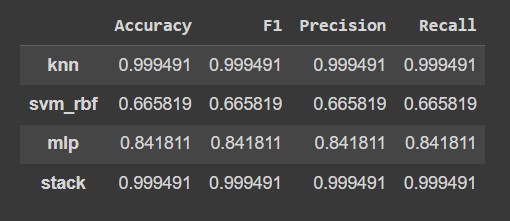 Accuracy F1 Precision Recall
knn 0.999491 0.999491 0.999491 0.999491
svm_rbf 0.665819 0.665819 0.665819 0.665819
mlp 0.841811 0.841811 0.841811 0.841811
stack 0.999491 0.999491 0.999491 0.999491